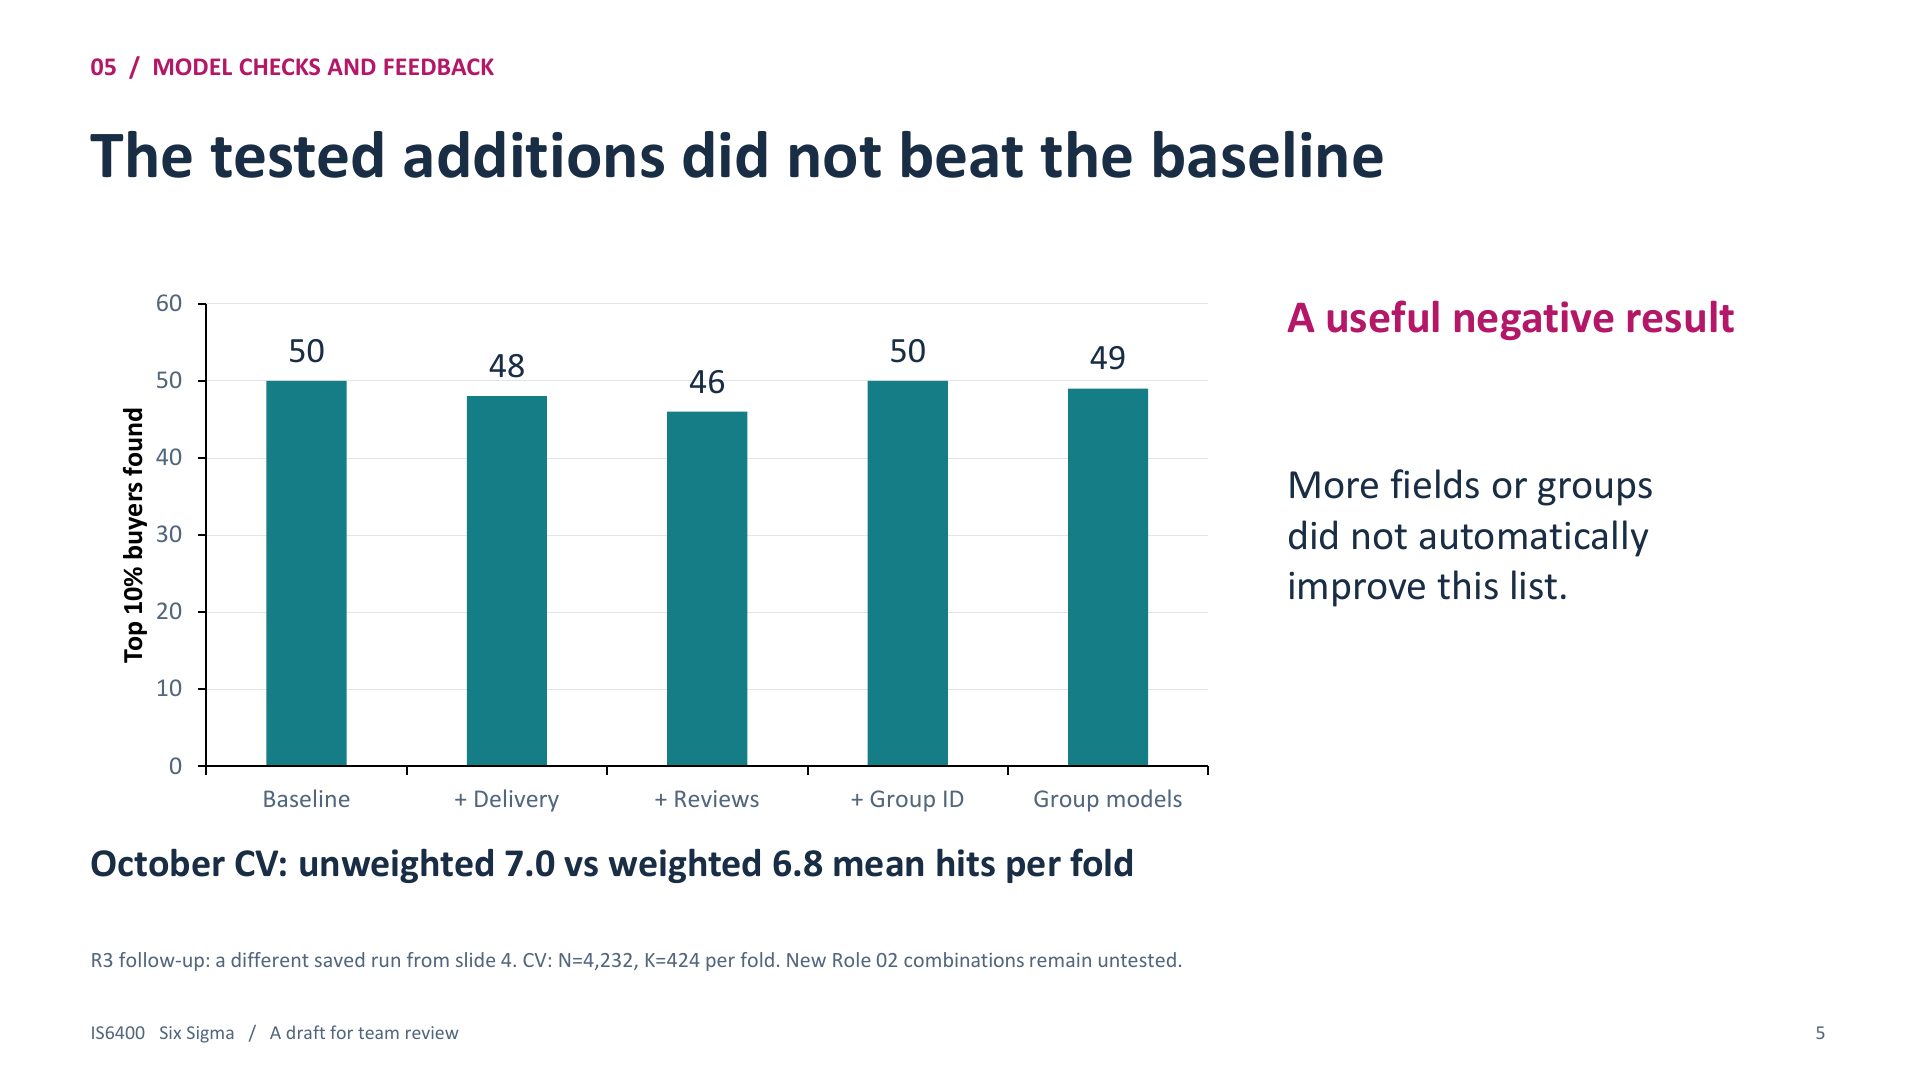 05 / MODEL CHECKS AND FEEDBACK
The tested additions did not beat the baseline
Top 10% buyers found
60
50
40
30
20
10
0
50
48
46
50
49
Baseline
+ Delivery
+ Reviews
+ Group ID
Group models
A useful negative result
More fields or groups
did not automatically
improve this list.
October CV: unweighted 7.0 vs weighted 6.8 mean hits per fold
R3 follow-up: a different saved run from slide 4. CV: N=4,232, K=424 per fold. New Role 02 combinations remain untested.
IS6400 Six Sigma / A draft for team review
5